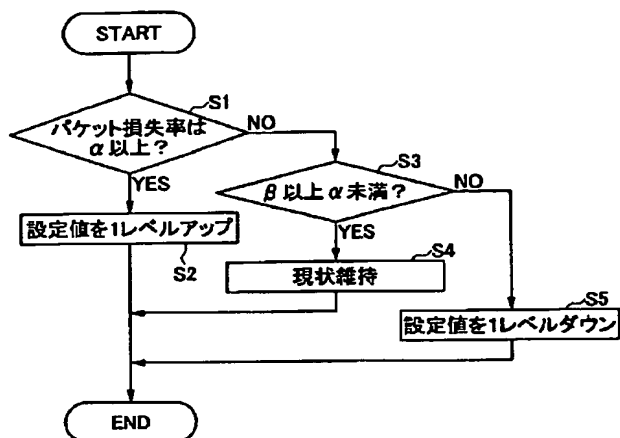 START
S1
パケット損失率は
α以上?
NO
YES
S3
β以上α未満?
NO
YES
設定値を1レベルアップ
S2
S4
現状維持
S5
設定値を1レベルダウン
END